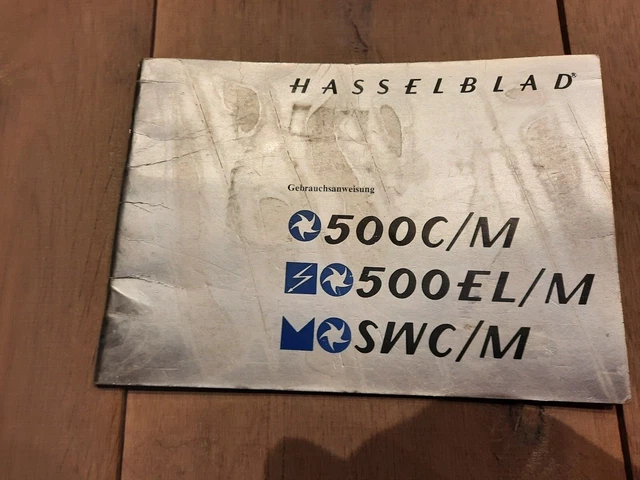 HASSELBLAD®
Gebrauchsanweisung
500C/M
500EL/M
SWC/M